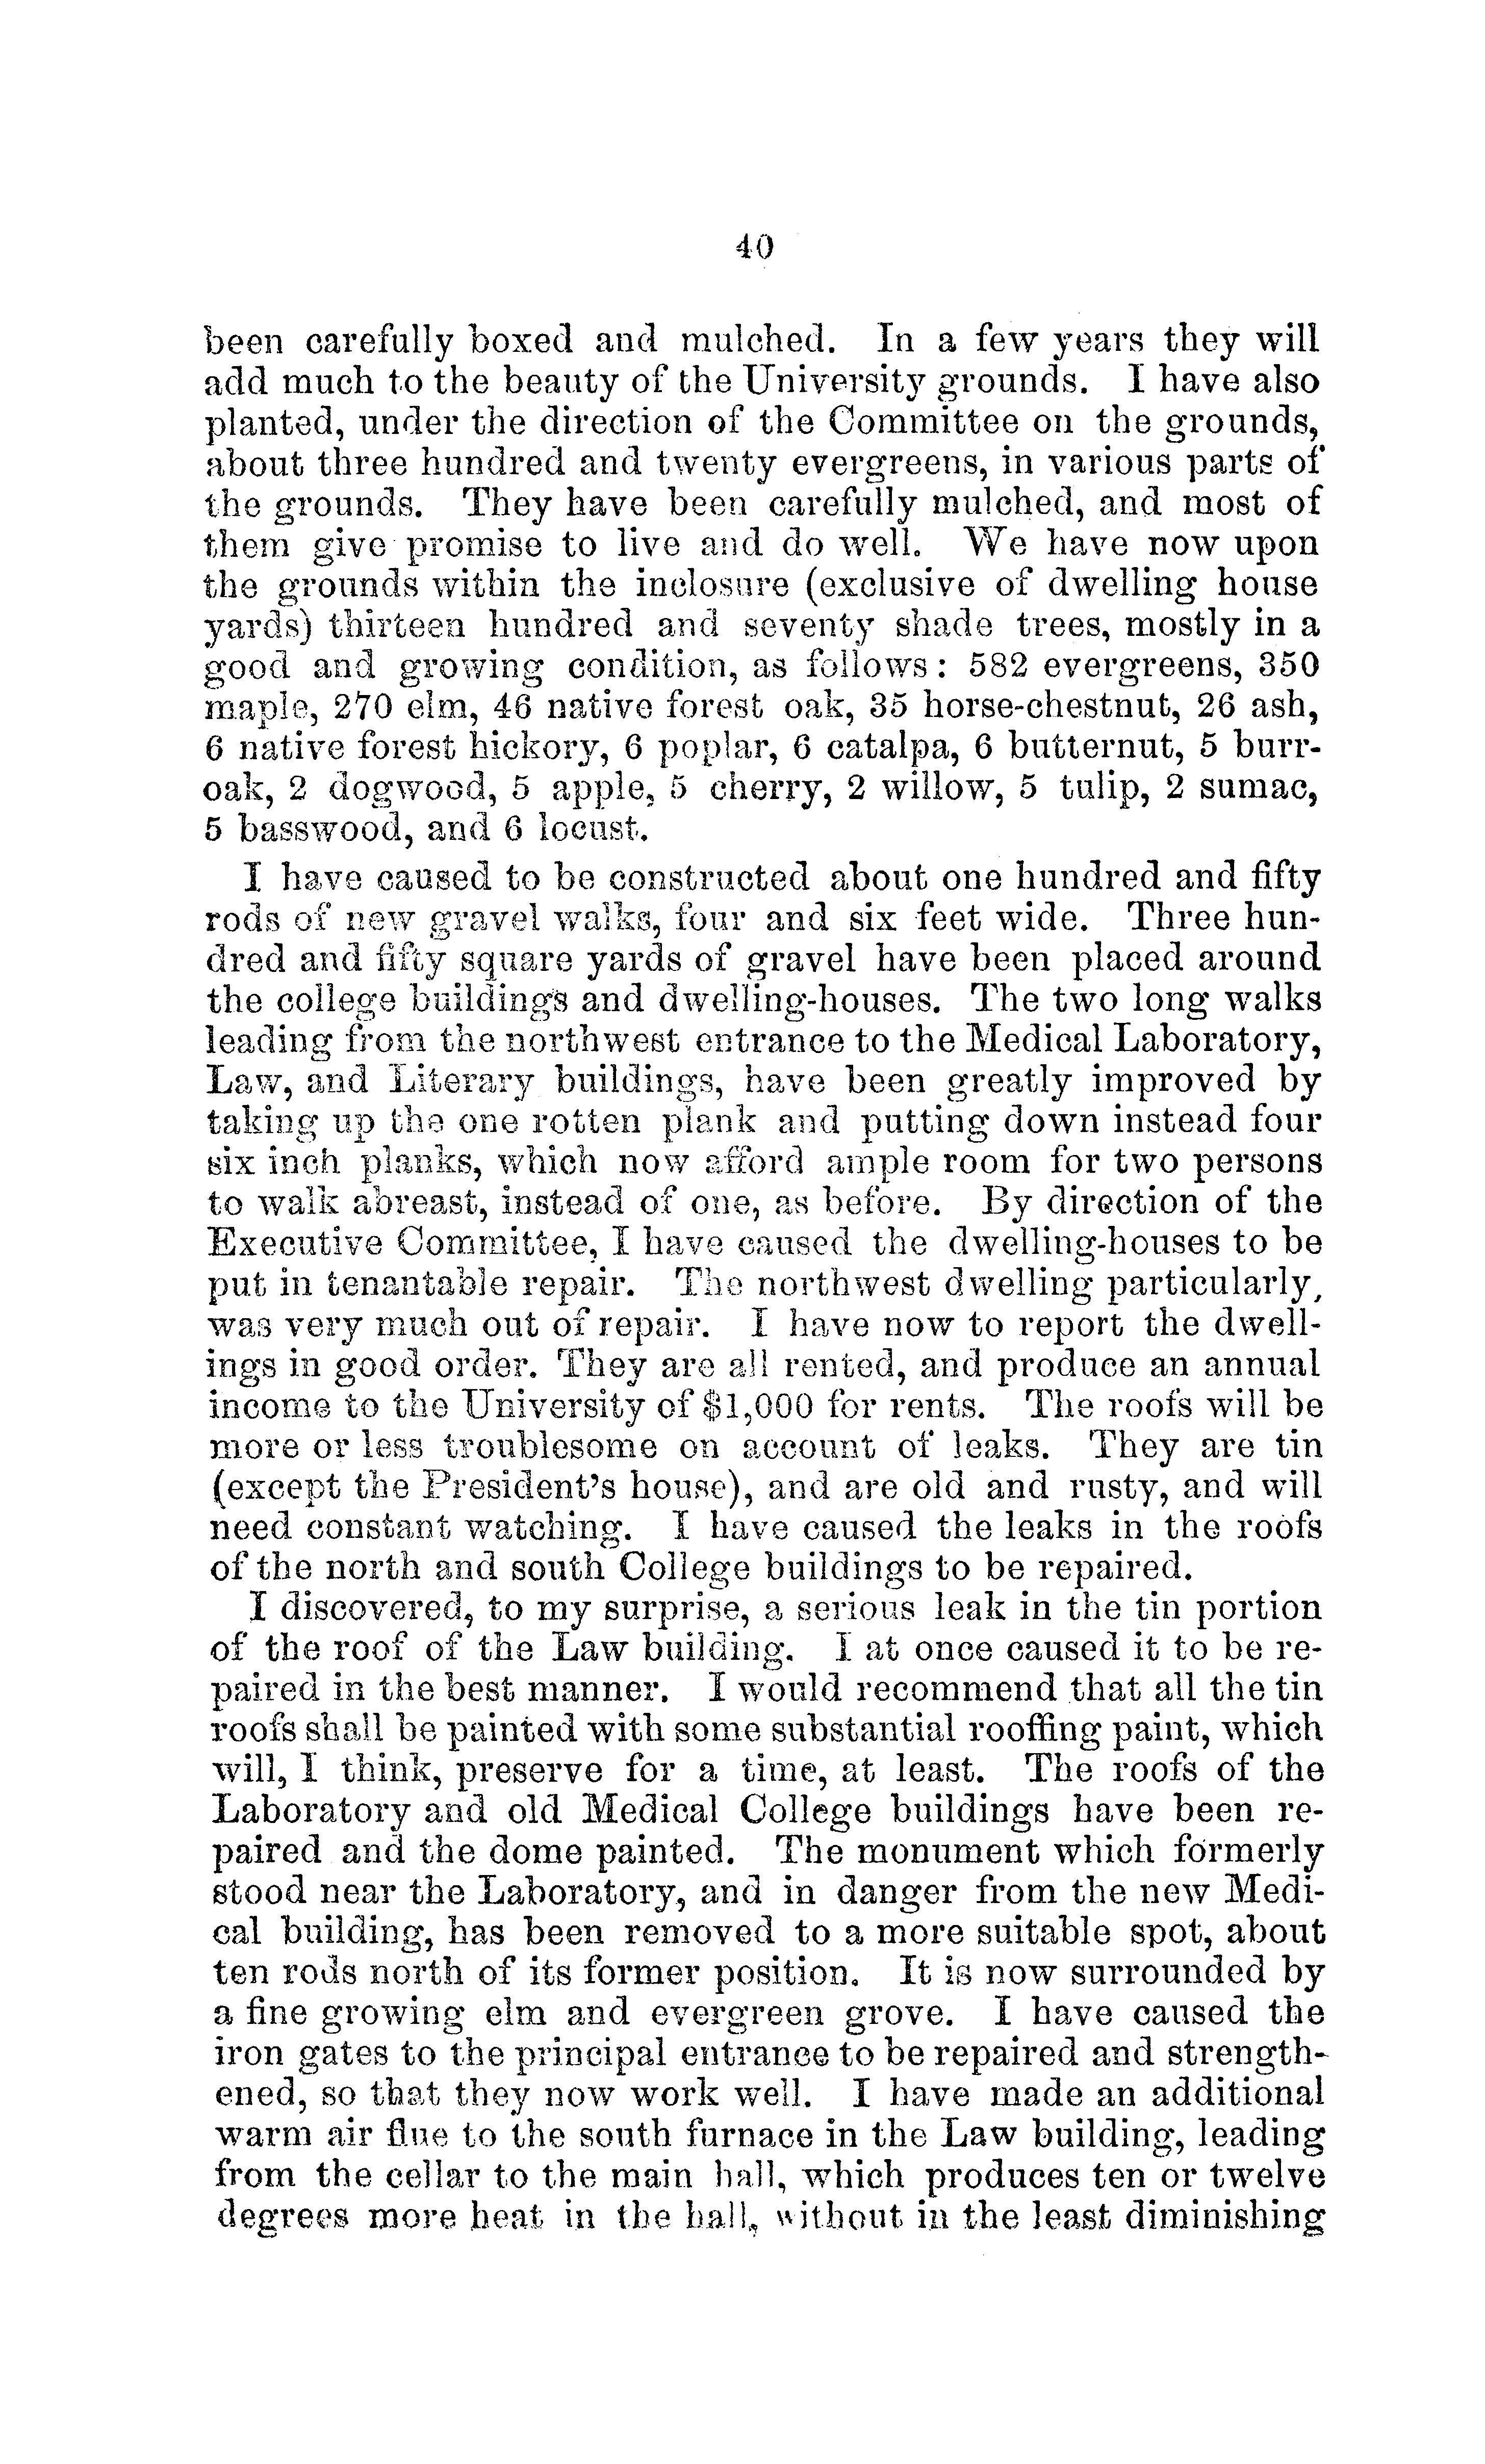 40
been carefully boxed and mulched. In a few years they will
add much to the beauty of the University grounds. I have also
planted, under the direction of the Committee on the grounds,
about three hundred and twenty evergreens, in various parts of
the grounds. They have been carefully mulched, and most of
them give promise to live and do well. We have now upon
the grounds within the inclosure (exclusive of dwelling house
yards) thirteen hundred and seventy shade trees, mostly in a
good and growing condition, as follows: 582 evergreens, 350
maple, 270 elm, 46 native forest oak, 35 horse-chestnut, 26 ash,
6 native forest hickory, 6 poplar, 6 catalpa, 6 butternut, 5 burr-
oak, 2 dogwood, 5 apple, 5 cherry, 2 willow, 5 tulip, 2 sumac,
5 basswood, and 6 locust.
I have caused to be constructed about one hundred and fifty
rods of new gravel walks, four and six feet wide. Three hun-
dred and fifty square yards of gravel have been placed around
the college buildings and dwelling-houses. The two long walks
leading from the northwest entrance to the Medical Laboratory,
Law, and Literary buildings, have been greatly improved by
taking up the one rotten plank and putting down instead four
six inch planks, which now afford ample room for two persons
to walk abreast, instead of one, as before. By direction of the
Executive Committee, I have caused the dwelling-houses to be
put in tenantable repair. The northwest dwelling particularly,
was very much out of repair. I have now to report the dwell-
ings in good order. They are all rented, and produce an annual
income to the University of $1,000 for rents. The roofs will be
more or less troublesome on account of leaks. They are tin
(except the President's house), and are old and rusty, and will
need constant watching. I have caused the leaks in the roofs
of the north and south College buildings to be repaired.
I discovered, to my surprise, a serious leak in the tin portion
of the roof of the Law building. I at once caused it to be re-
paired in the best manner. I would recommend that all the tin
roofs shall be painted with some substantial rooffing paint, which
will, I think, preserve for a time, at least. The roofs of the
Laboratory and old Medical College buildings have been re-
paired and the dome painted. The monument which formerly
stood near the Laboratory, and in danger from the new Medi-
cal building, has been removed to a more suitable spot, about
ten rods north of its former position. It is now surrounded by
a fine growing elm and evergreen grove. I have caused the
iron gates to the principal entrance to be repaired and strength-
ened, so that they now work well. I have made an additional
warm air flue to the south furnace in the Law building, leading
from the cellar to the main hall, which produces ten or twelve
degrees more heat in the hall, without in the least diminishing